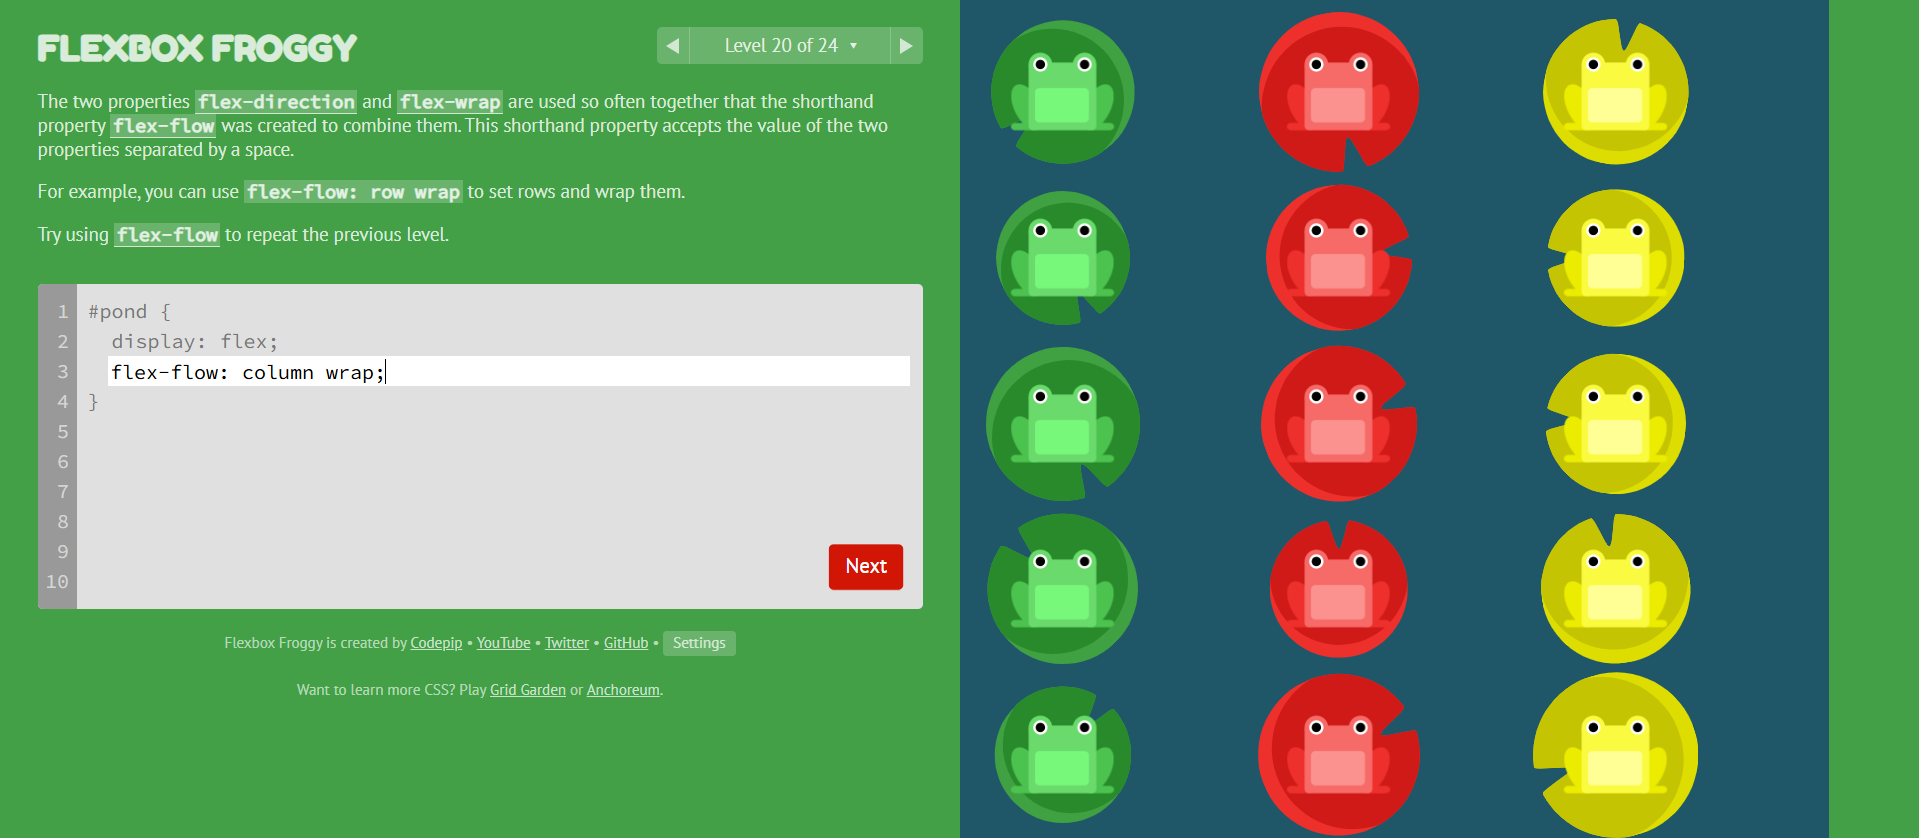 FLEXBOX FROGGY
Level 20 of 24
The two properties flex-direction and flex-wrap are used so often together that the shorthand
property flex-flow was created to combine them. This shorthand property accepts the value of the two
properties separated by a space.
For example, you can use flex-flow: row wrap to set rows and wrap them.
Try using flex-flow to repeat the previous level.
1 #pond {
2 display: flex;
3 flex-flow: column wrap;
4 }
5
6
7
8
9
10
Next
Flexbox Froggy is created by Codepip • YouTube • Twitter • GitHub • Settings
Want to learn more CSS? Play Grid Garden or Anchoreum.